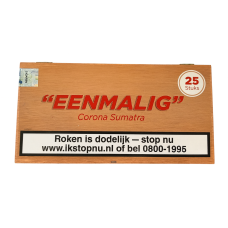 25
Stuks
"EENMALIG"
Corona Sumatra
Roken is dodelijk – stop nu
www.ikstopnu.nl of bel 0800-1995